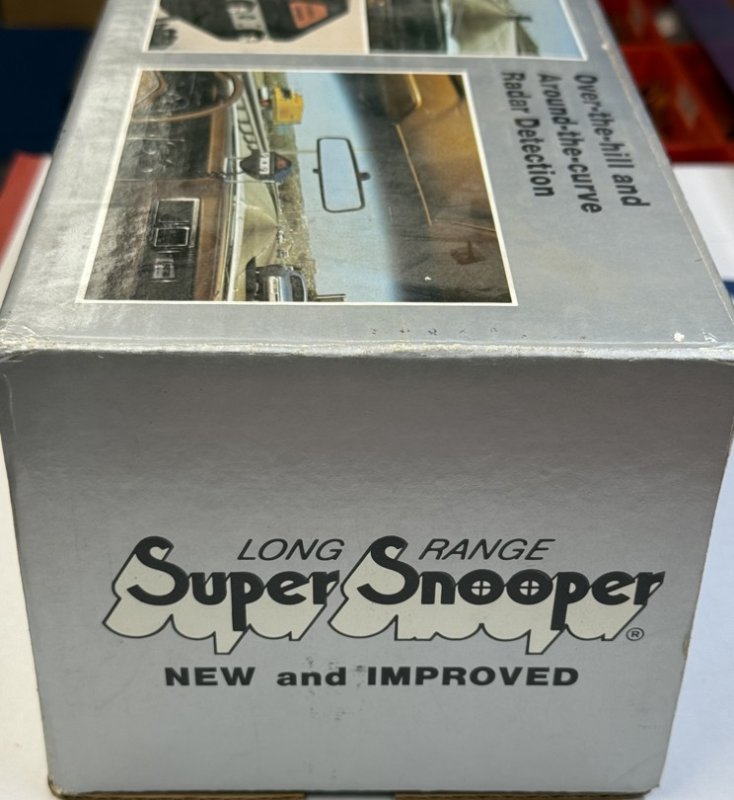 Over-the-hill and
Around-the-curve
Radar Detection
LONG RANGE
Super Snooper®
NEW and IMPROVED